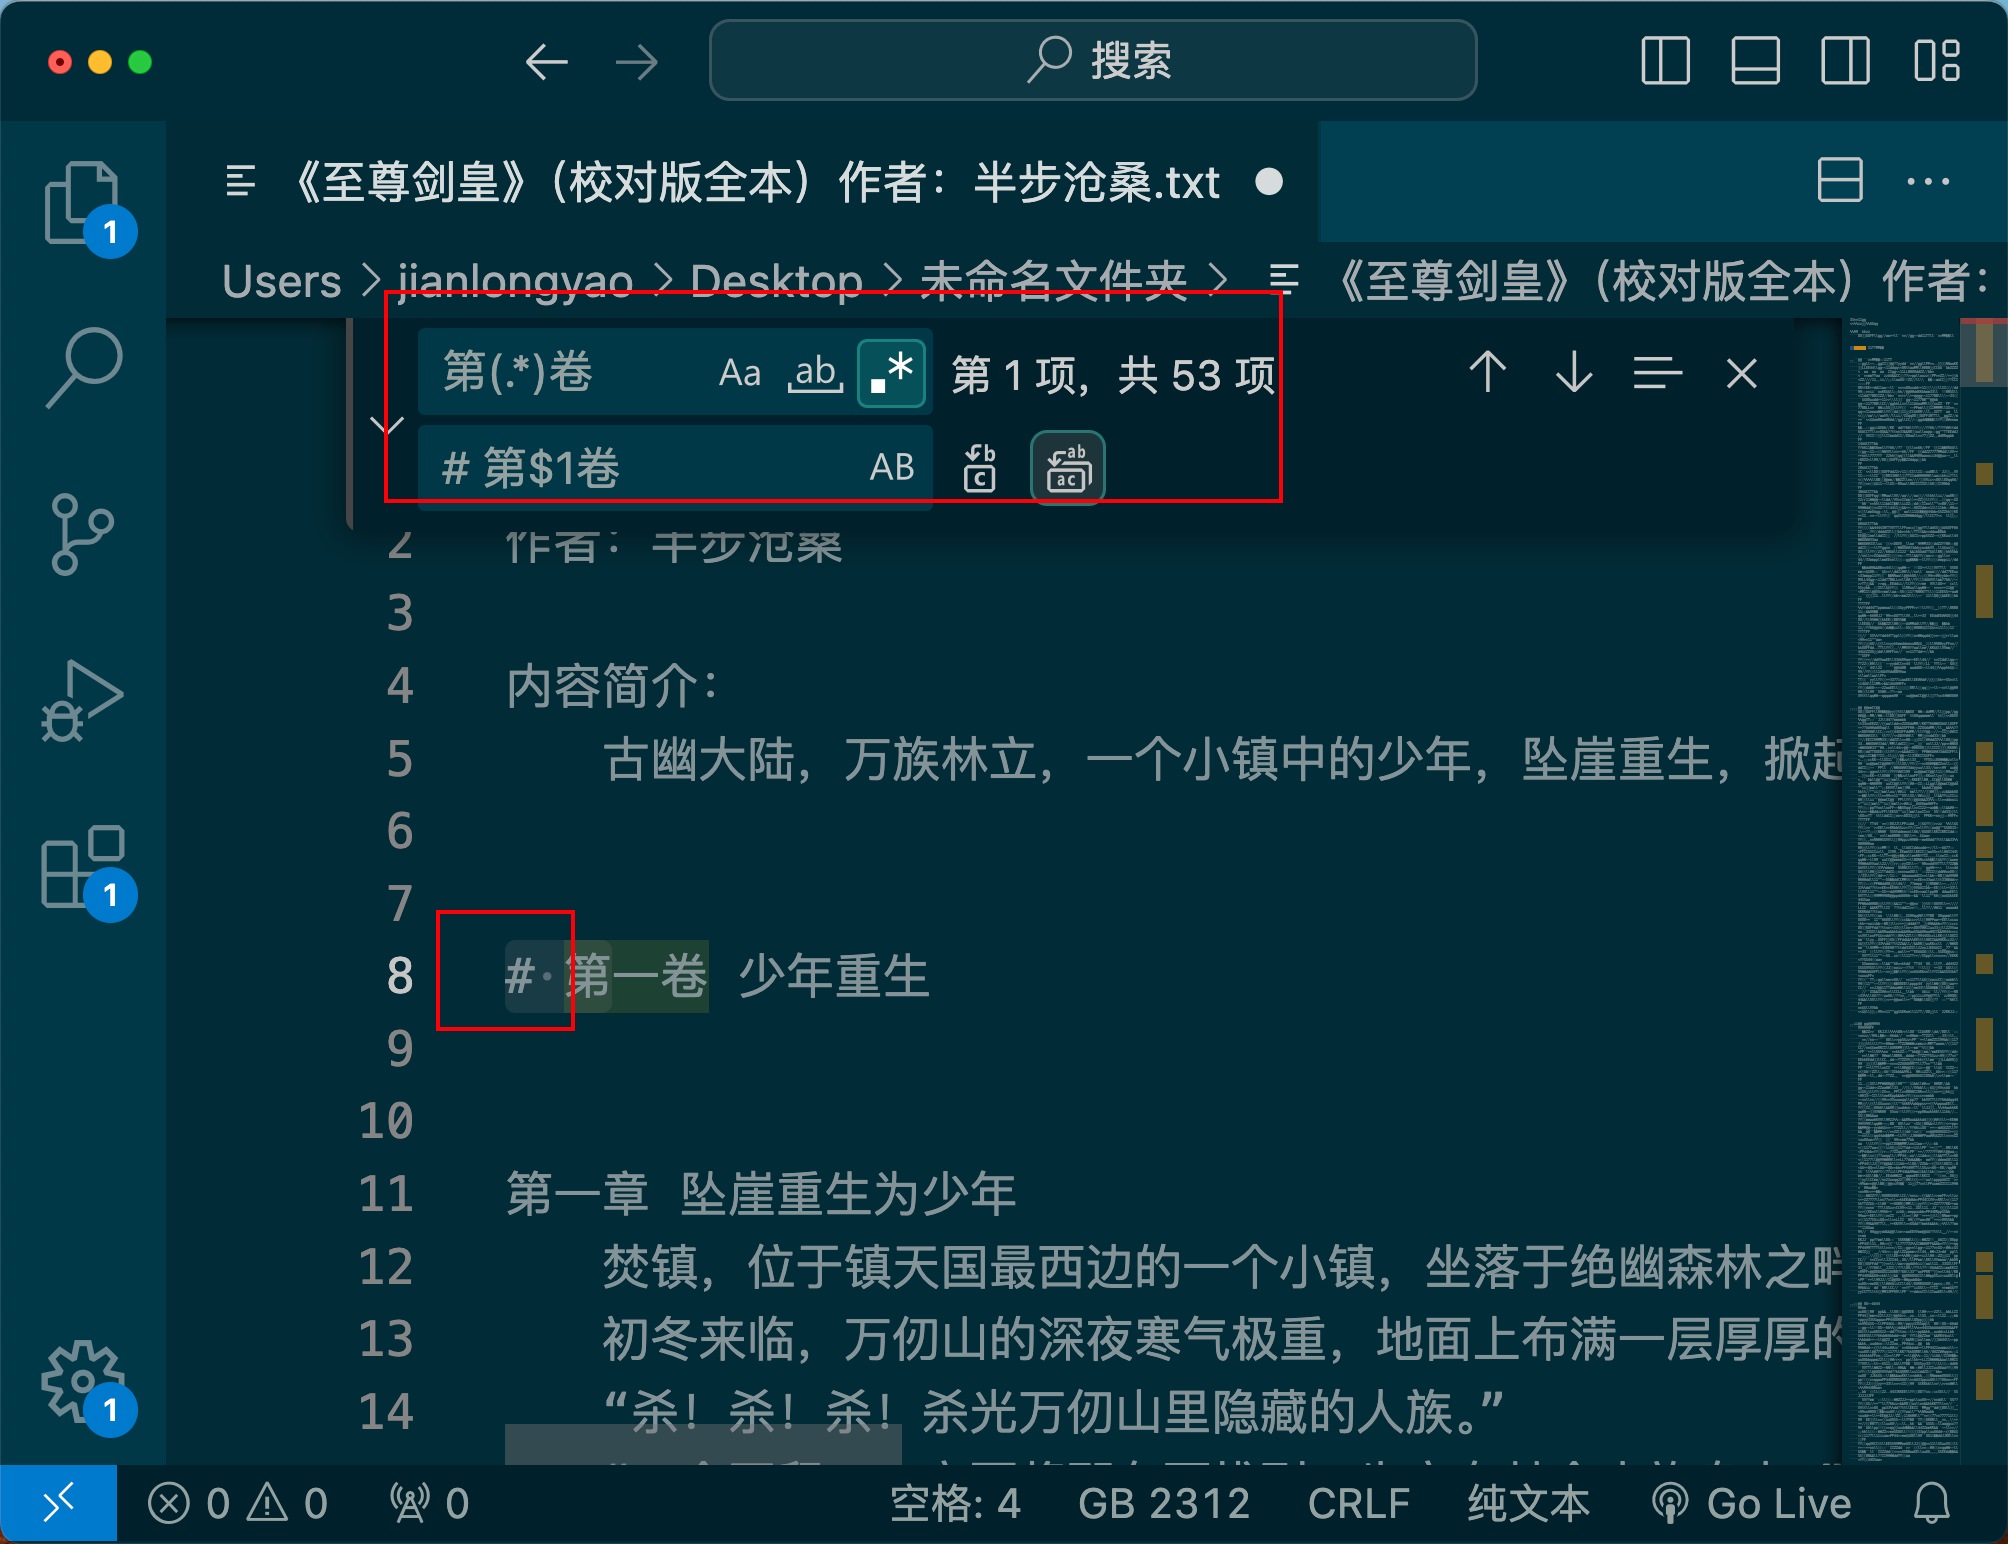 搜索
《至尊剑皇》（校对版全本）作者：半步沧桑.txt
Users > jianlongyao > Desktop > 未命名文件夹 > 《至尊剑皇》（校对版全本）作者：
第(.*)卷 Aa ab .* 第 1 项，共 53 项
# 第$1卷 AB
2 作者：半步沧桑
3
4 内容简介：
5 古幽大陆，万族林立，一个小镇中的少年，坠崖重生，掀起
6
7
8 #·第一卷 少年重生
9
10
11 第一章 坠崖重生为少年
12 焚镇，位于镇天国最西边的一个小镇，坐落于绝幽森林之畔
13 初冬来临，万仞山的深夜寒气极重，地面上布满一层厚厚的
14 “杀！杀！杀！杀光万仞山里隐藏的人族。”
1
1
1
0 0 0 空格: 4 GB 2312 CRLF 纯文本 Go Live